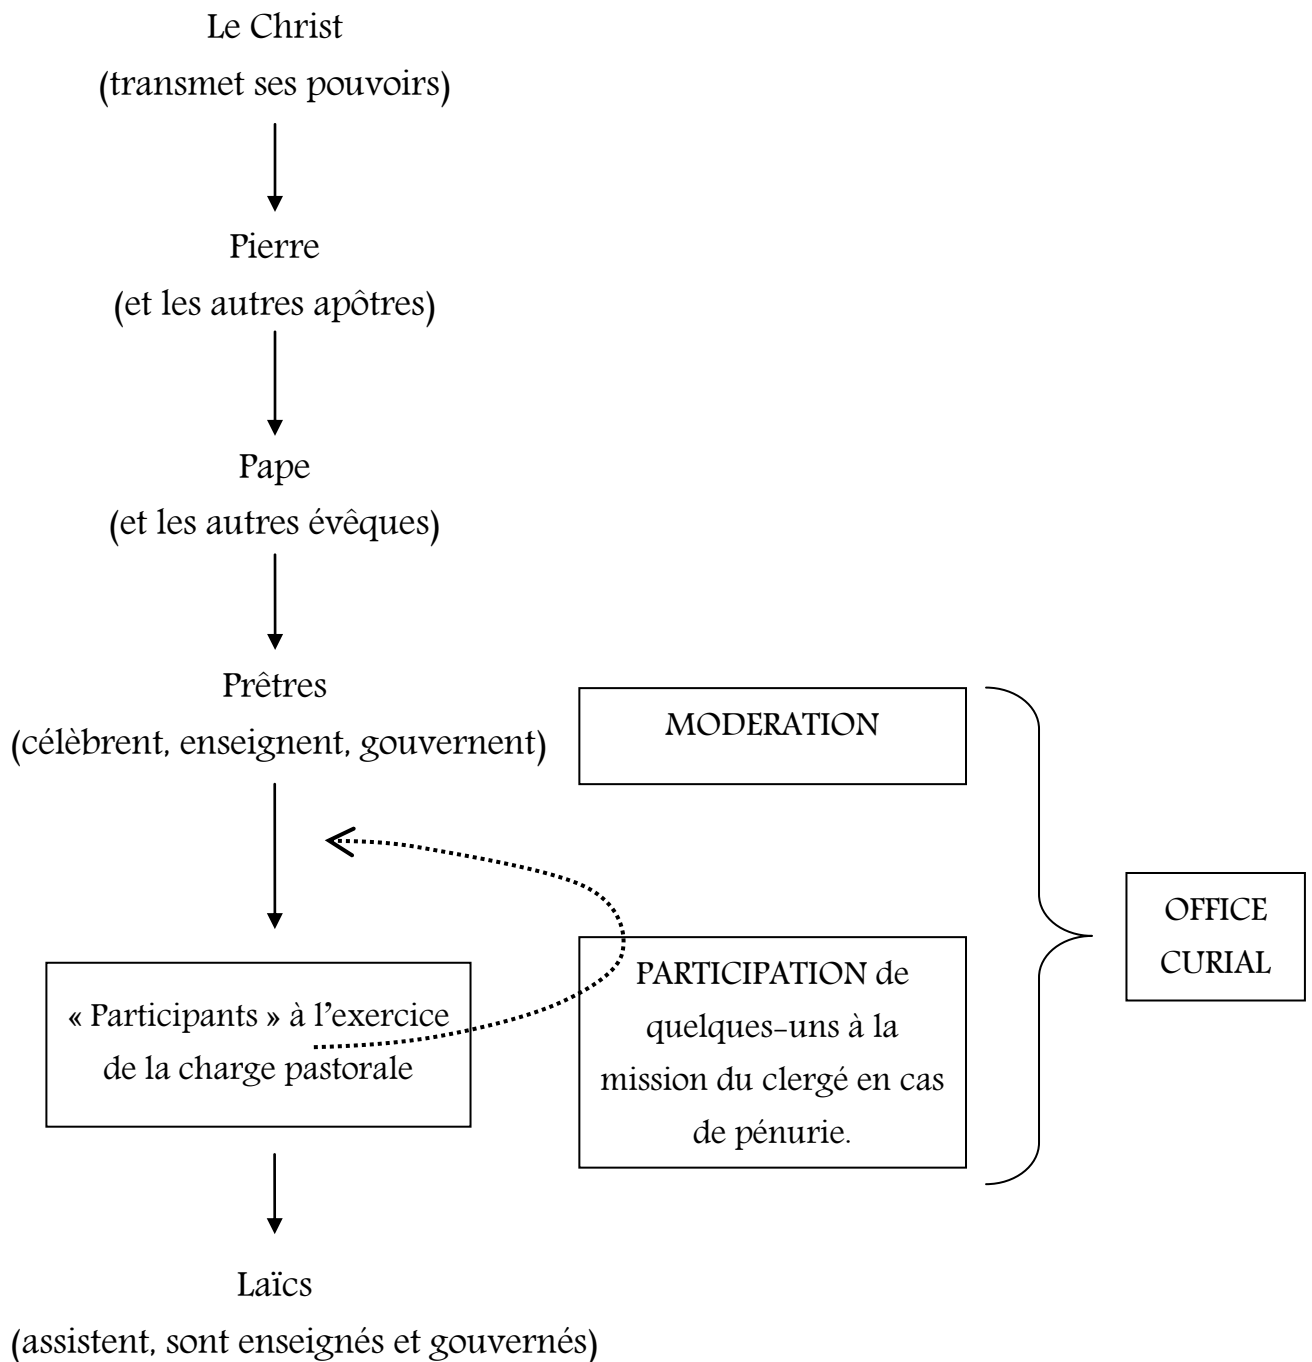 Le Christ
(transmet ses pouvoirs)
Pierre
(et les autres apôtres)
Pape
(et les autres évêques)
Prêtres
(célèbrent, enseignent, gouvernent)
MODERATION
« Participants » à l’exercice
de la charge pastorale
PARTICIPATION de
quelques-uns à la
mission du clergé en cas
de pénurie.
OFFICE
CURIAL
Laïcs
(assistent, sont enseignés et gouvernés)